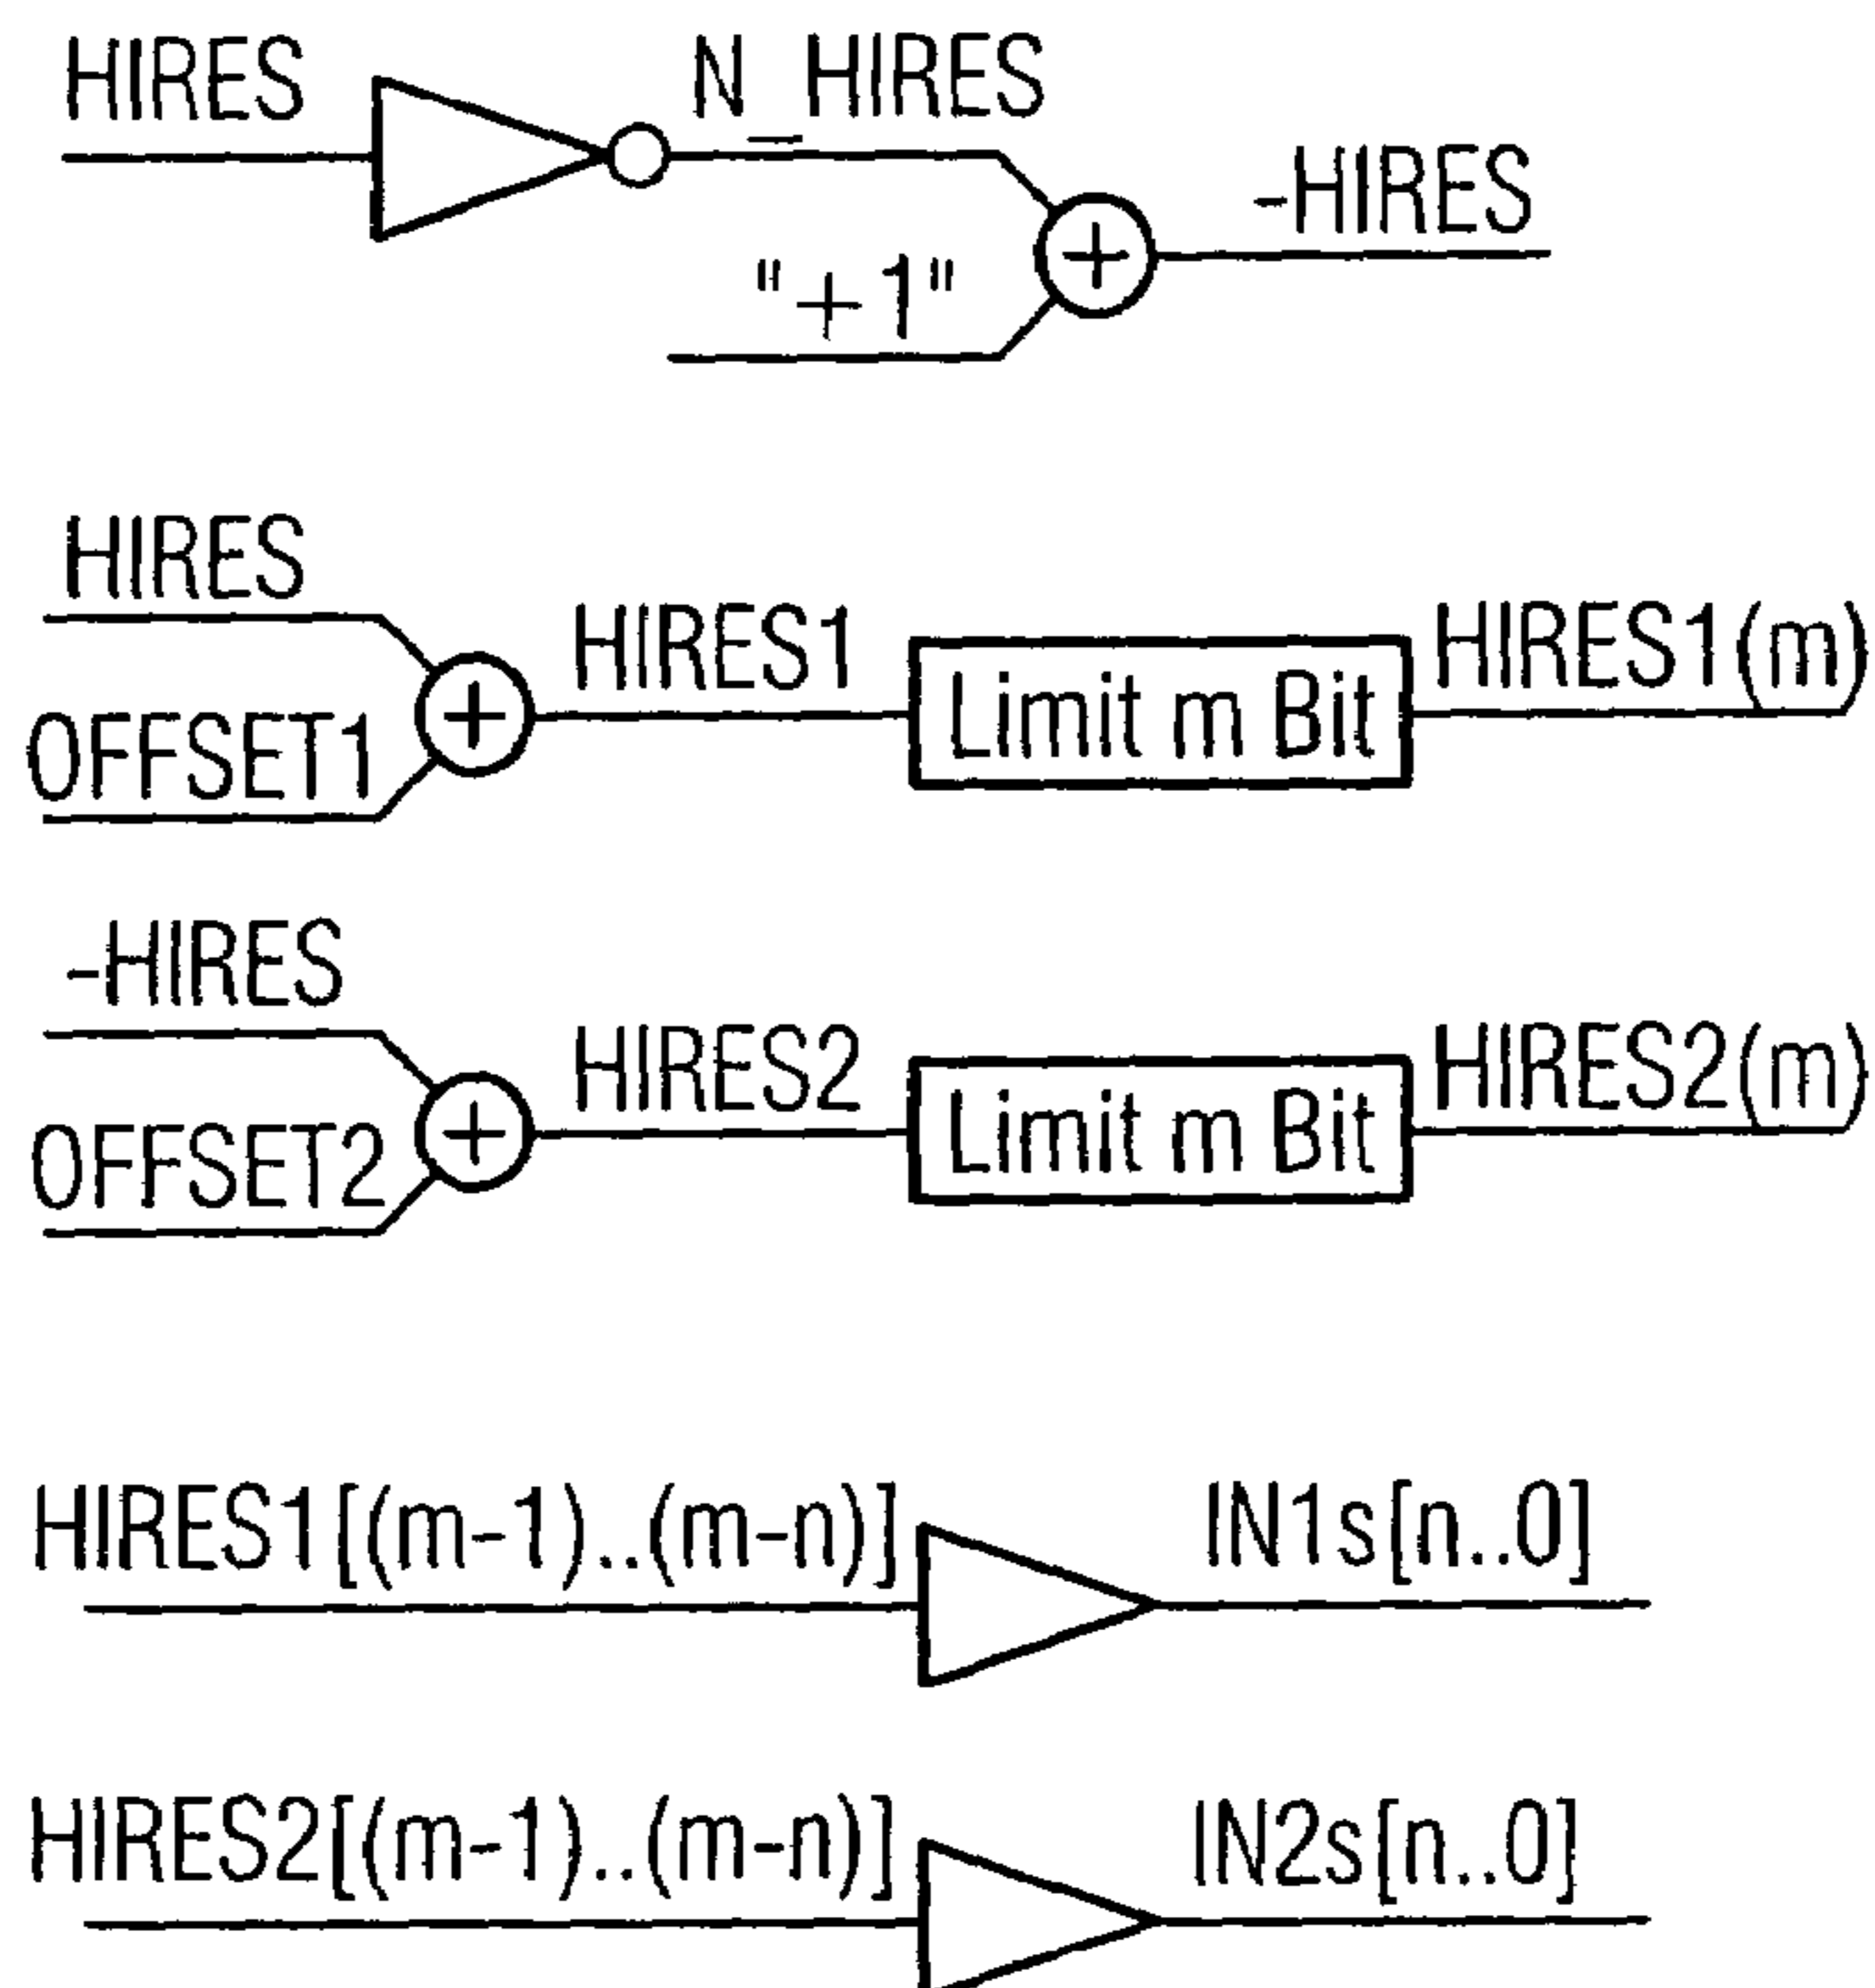 HIRES
N_HIRES
-HIRES
"+1"
HIRES
HIRES1
HIRES1(m)
Limit m Bit
OFFSET1
-HIRES
HIRES2
HIRES2(m)
Limit m Bit
OFFSET2
HIRES1[(m-1)..(m-n)]
IN1s[n..0]
HIRES2[(m-1)..(m-n)]
IN2s[n..0]